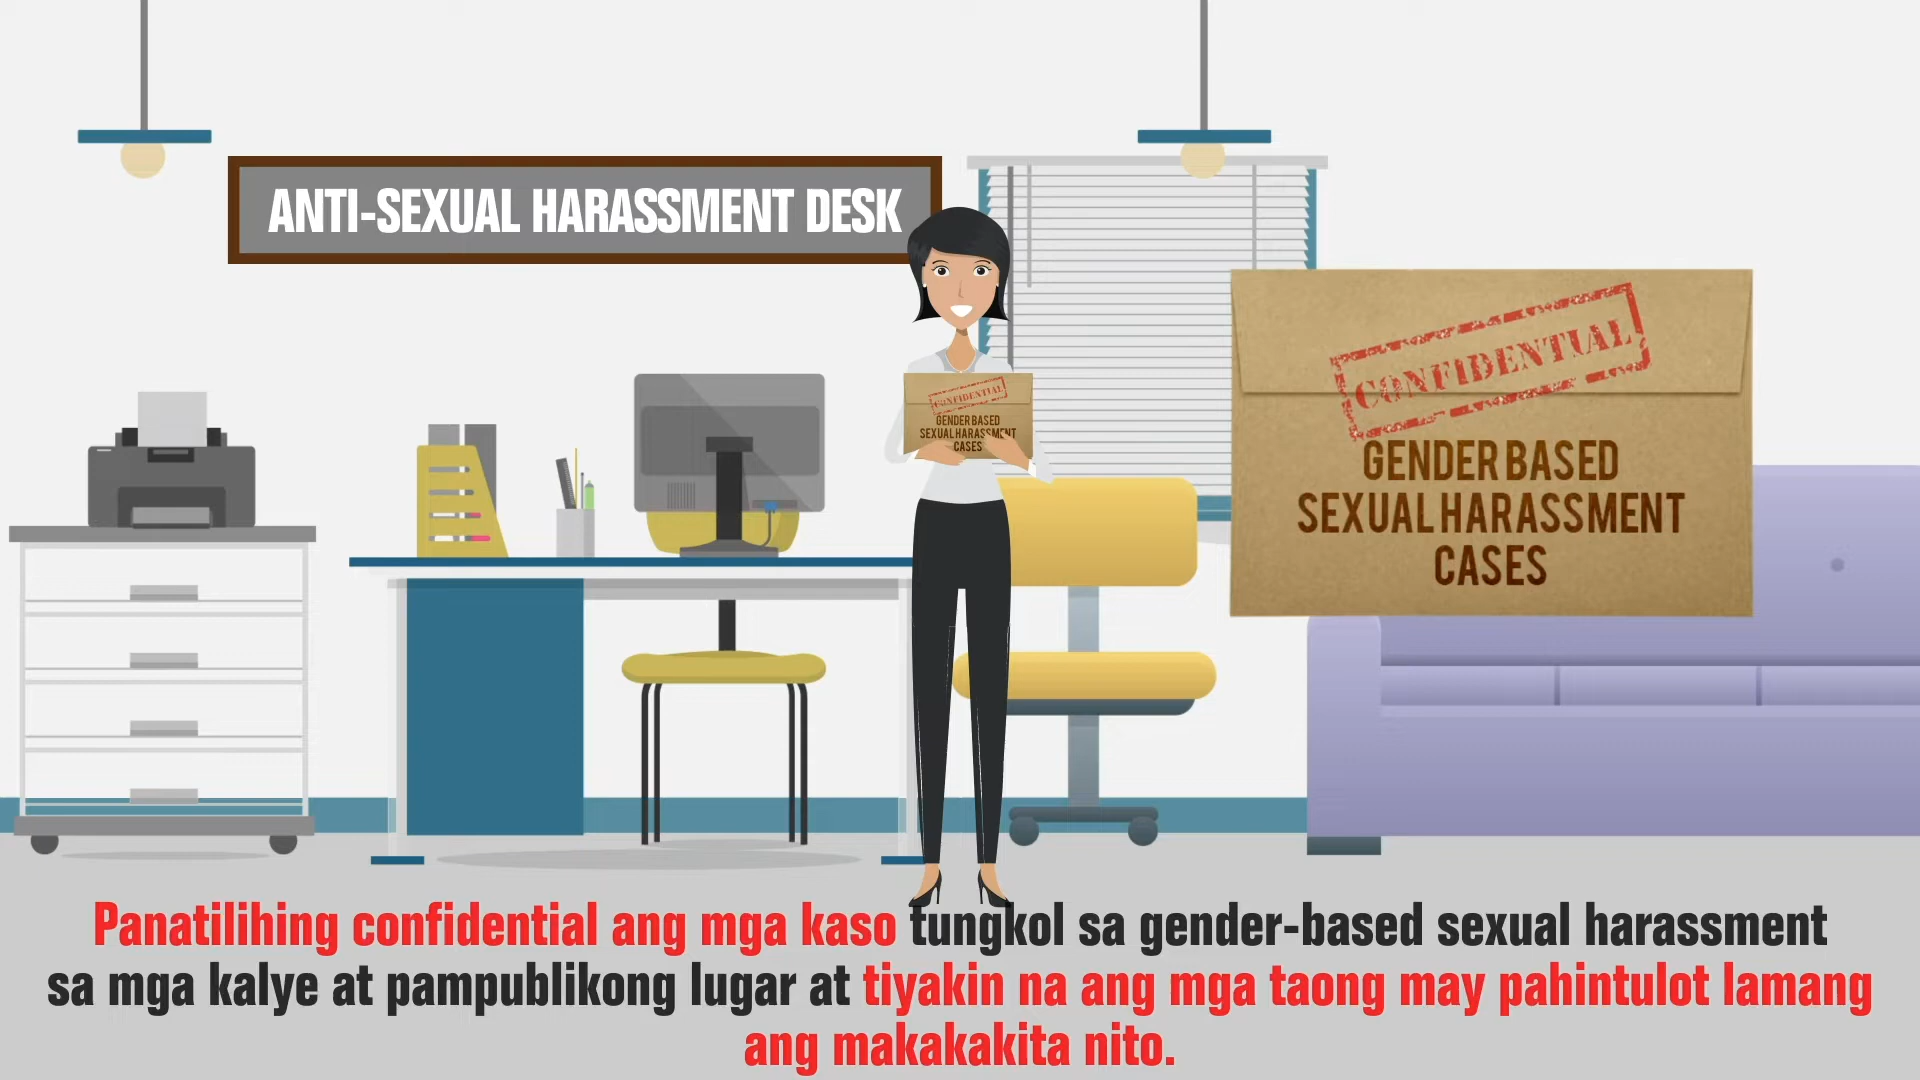 ANTI-SEXUAL HARASSMENT DESK
CONFIDENTIAL
GENDER BASED
SEXUAL HARASSMENT
CASES
CONFIDENTIAL
GENDER BASED
SEXUAL HARASSMENT
CASES
Panatilihing confidential ang mga kaso tungkol sa gender-based sexual harassment
sa mga kalye at pampublikong lugar at tiyakin na ang mga taong may pahintulot lamang
ang makakakita nito.